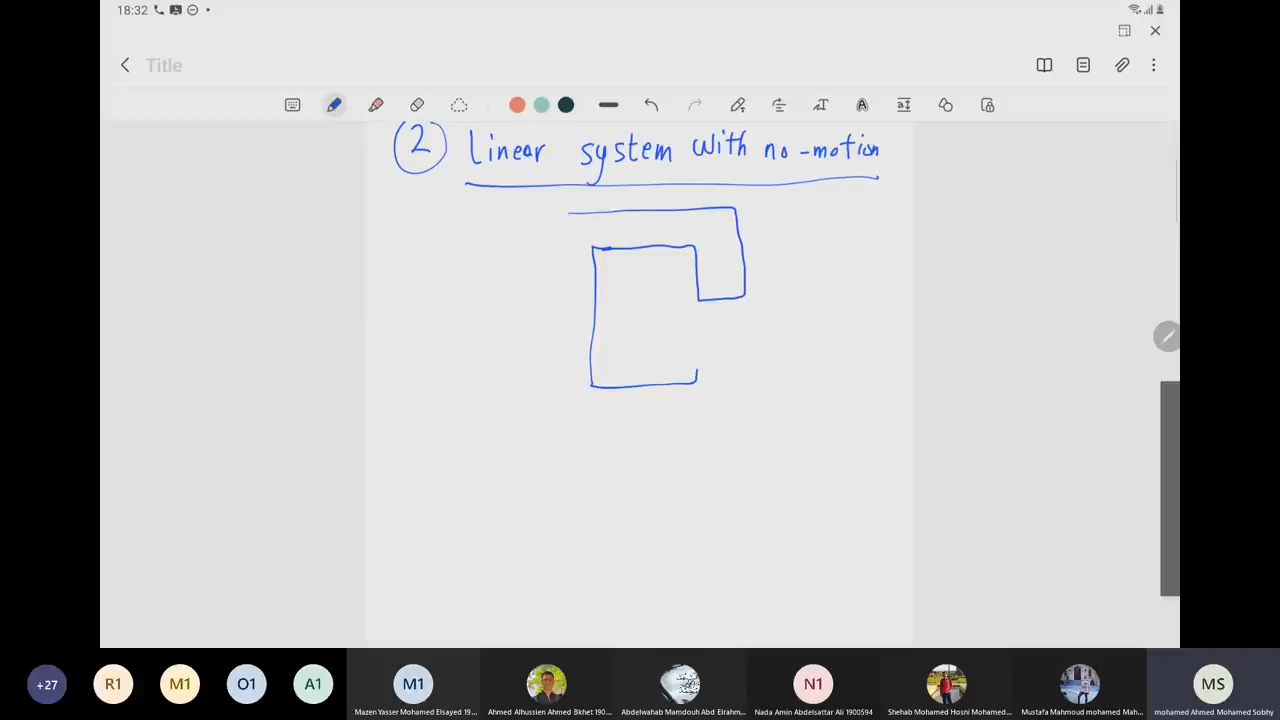 18:32
Title
2 Linear system with no-motion
+27
R1
M1
O1
A1
M1
N1
MS
Mazen Yasser Mohamed Elsayed 19...
Ahmed Alhussien Ahmed Bkhet 190...
Abdelwahab Mamdouh Abd Elrahm...
Nada Amin Abdelsattar Ali 1900594
Shehab Mohamed Hosni Mohamed...
Mustafa Mahmoud mohamed Mah...
mohamed Ahmed Mohamed Sobhy